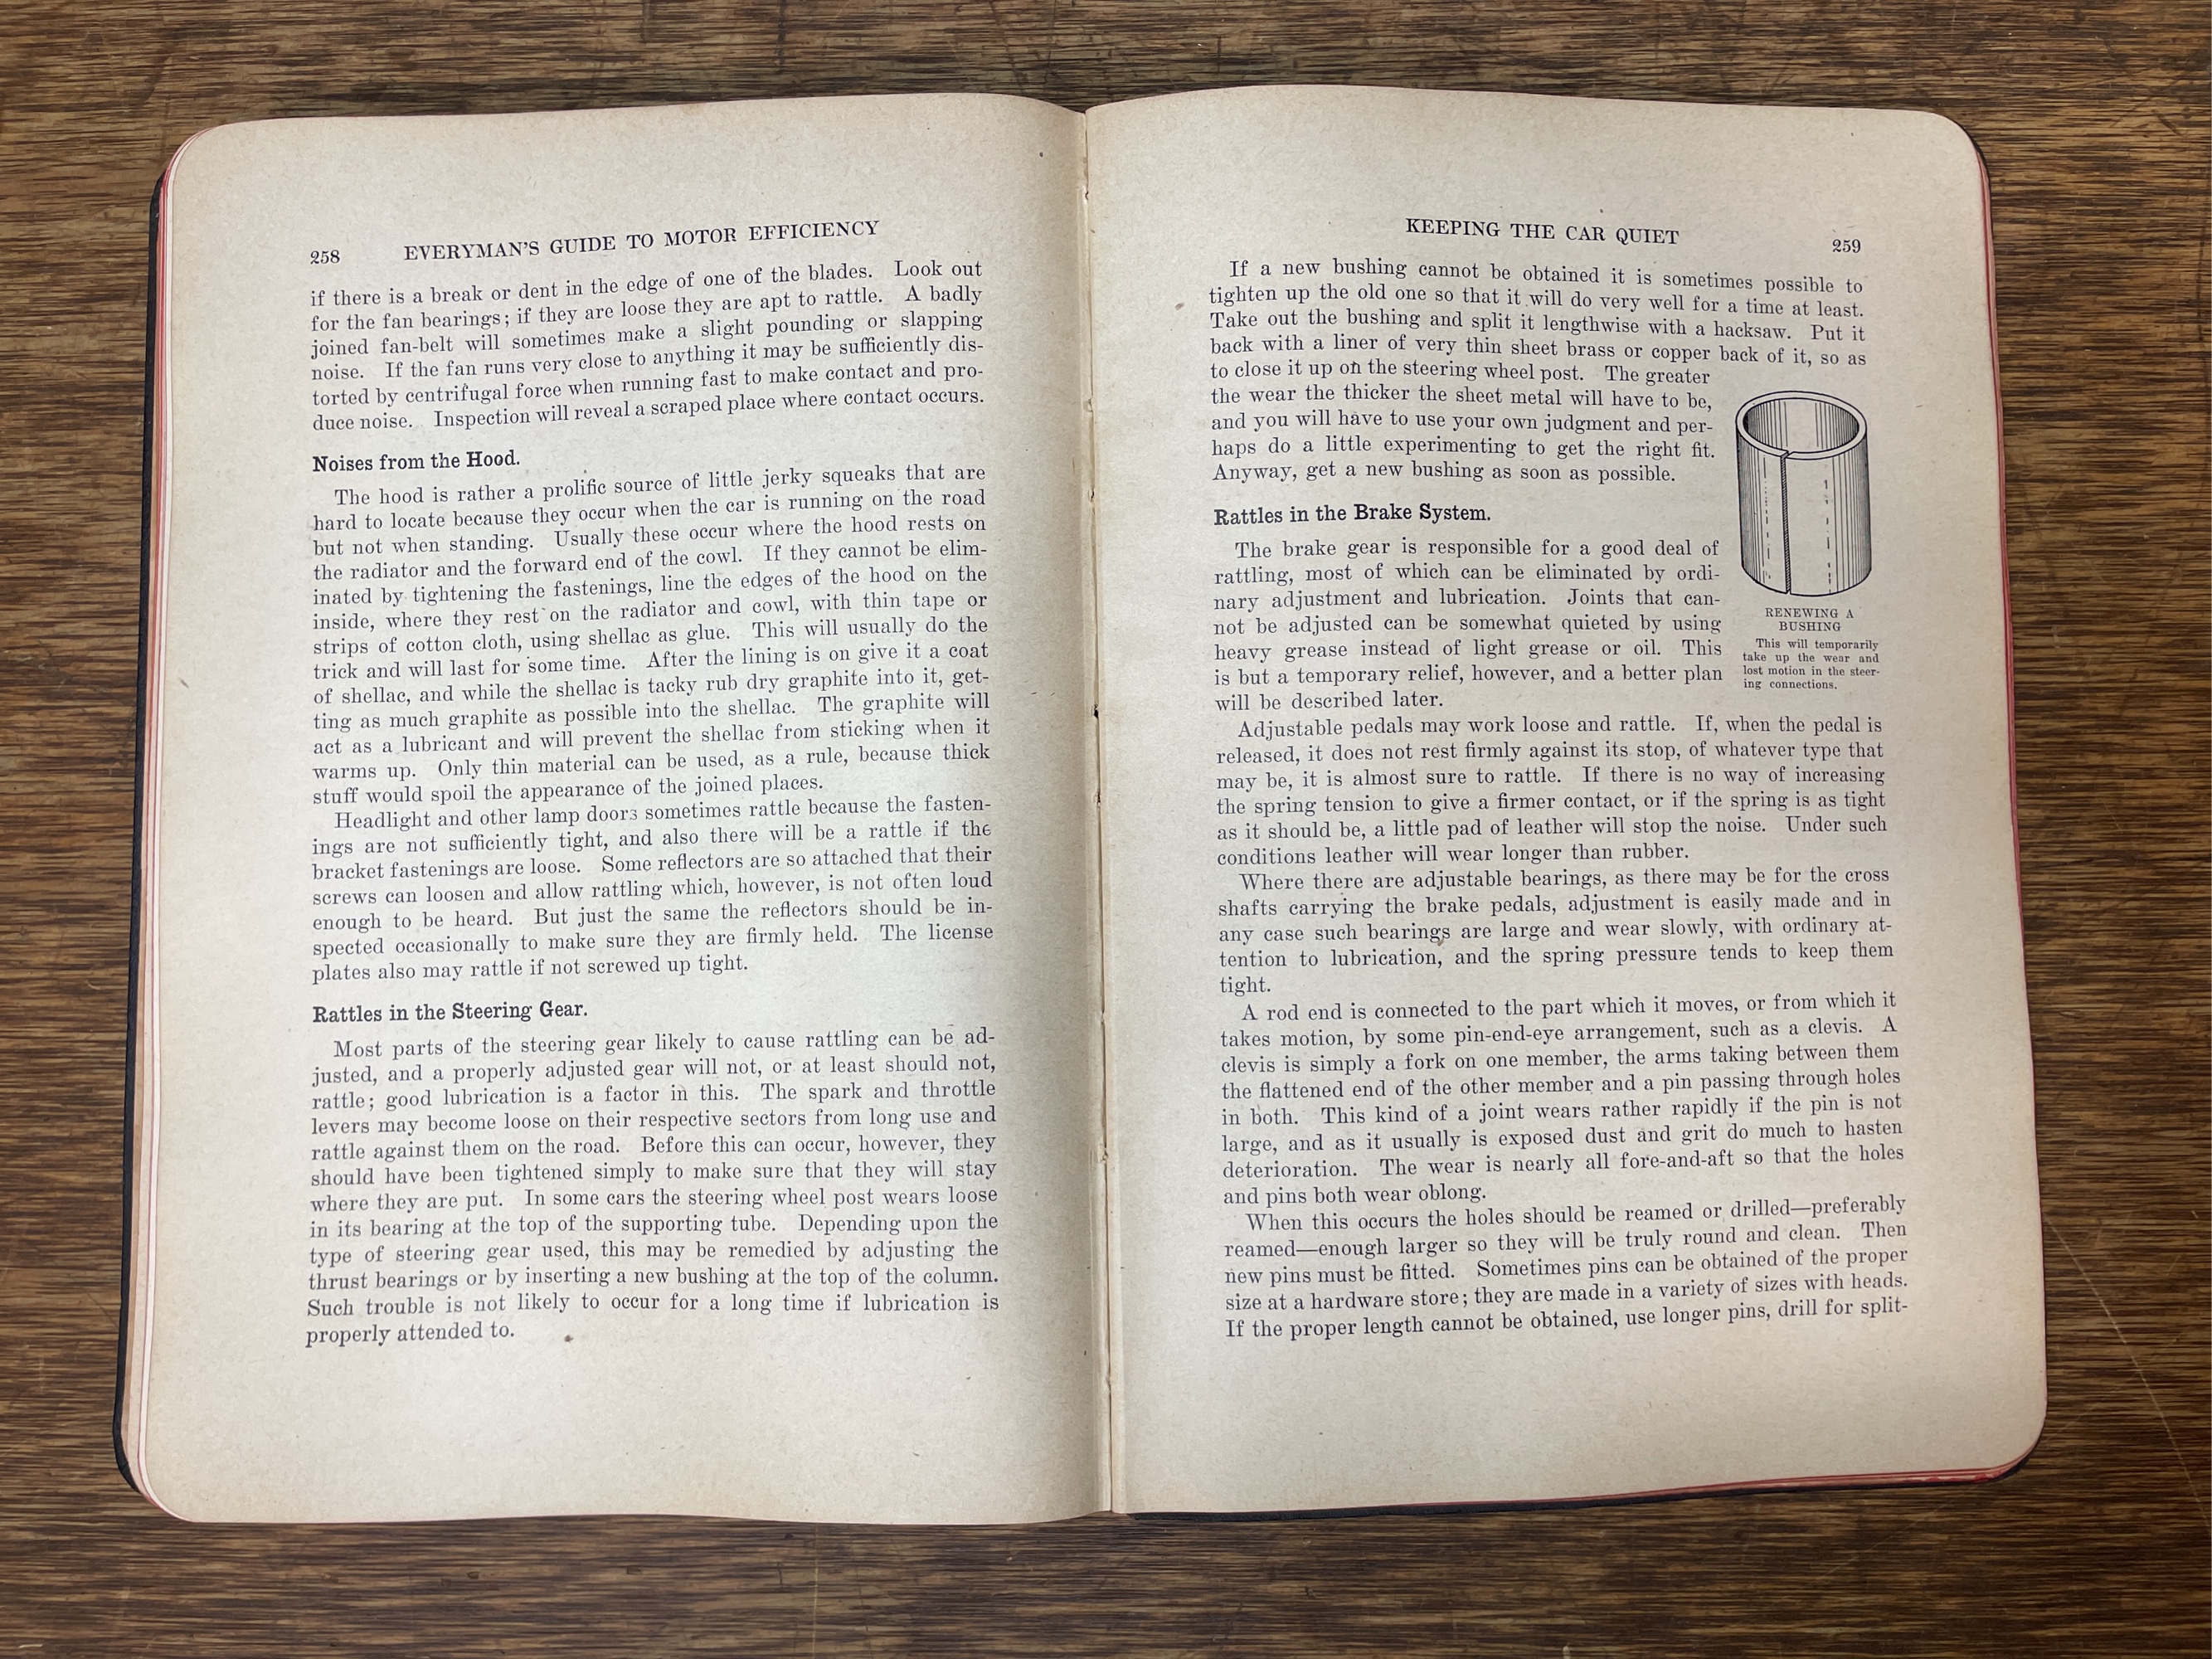 258 EVERYMAN'S GUIDE TO MOTOR EFFICIENCY
if there is a break or dent in the edge of one of the blades. Look out
for the fan bearings; if they are loose they are apt to rattle. A badly
joined fan-belt will sometimes make a slight pounding or slapping
noise. If the fan runs very close to anything it may be sufficiently dis-
torted by centrifugal force when running fast to make contact and pro-
duce noise. Inspection will reveal a scraped place where contact occurs.
Noises from the Hood.
The hood is rather a prolific source of little jerky squeaks that are
hard to locate because they occur when the car is running on the road
but not when standing. Usually these occur where the hood rests on
the radiator and the forward end of the cowl. If they cannot be elim-
inated by tightening the fastenings, line the edges of the hood on the
inside, where they rest on the radiator and cowl, with thin tape or
strips of cotton cloth, using shellac as glue. This will usually do the
trick and will last for some time. After the lining is on give it a coat
of shellac, and while the shellac is tacky rub dry graphite into it, get-
ting as much graphite as possible into the shellac. The graphite will
act as a lubricant and will prevent the shellac from sticking when it
warms up. Only thin material can be used, as a rule, because thick
stuff would spoil the appearance of the joined places.
Headlight and other lamp doors sometimes rattle because the fasten-
ings are not sufficiently tight, and also there will be a rattle if the
bracket fastenings are loose. Some reflectors are so attached that their
screws can loosen and allow rattling which, however, is not often loud
enough to be heard. But just the same the reflectors should be in-
spected occasionally to make sure they are firmly held. The license
plates also may rattle if not screwed up tight.
Rattles in the Steering Gear.
Most parts of the steering gear likely to cause rattling can be ad-
justed, and a properly adjusted gear will not, or at least should not,
rattle; good lubrication is a factor in this. The spark and throttle
levers may become loose on their respective sectors from long use and
rattle against them on the road. Before this can occur, however, they
should have been tightened simply to make sure that they will stay
where they are put. In some cars the steering wheel post wears loose
in its bearing at the top of the supporting tube. Depending upon the
type of steering gear used, this may be remedied by adjusting the
thrust bearings or by inserting a new bushing at the top of the column.
Such trouble is not likely to occur for a long time if lubrication is
properly attended to.
KEEPING THE CAR QUIET 259
If a new bushing cannot be obtained it is sometimes possible to
tighten up the old one so that it will do very well for a time at least.
Take out the bushing and split it lengthwise with a hacksaw. Put it
back with a liner of very thin sheet brass or copper back of it, so as
to close it up on the steering wheel post. The greater
the wear the thicker the sheet metal will have to be,
and you will have to use your own judgment and per-
haps do a little experimenting to get the right fit.
Anyway, get a new bushing as soon as possible.
Rattles in the Brake System.
The brake gear is responsible for a good deal of
rattling, most of which can be eliminated by ordi-
nary adjustment and lubrication. Joints that can-
not be adjusted can be somewhat quieted by using
heavy grease instead of light grease or oil. This
is but a temporary relief, however, and a better plan
will be described later.
RENEWING A
BUSHING
This will temporarily
take up the wear and
lost motion in the steer-
ing connections.
Adjustable pedals may work loose and rattle. If, when the pedal is
released, it does not rest firmly against its stop, of whatever type that
may be, it is almost sure to rattle. If there is no way of increasing
the spring tension to give a firmer contact, or if the spring is as tight
as it should be, a little pad of leather will stop the noise. Under such
conditions leather will wear longer than rubber.
Where there are adjustable bearings, as there may be for the cross
shafts carrying the brake pedals, adjustment is easily made and in
any case such bearings are large and wear slowly, with ordinary at-
tention to lubrication, and the spring pressure tends to keep them
tight.
A rod end is connected to the part which it moves, or from which it
takes motion, by some pin-end-eye arrangement, such as a clevis. A
clevis is simply a fork on one member, the arms taking between them
the flattened end of the other member and a pin passing through holes
in both. This kind of a joint wears rather rapidly if the pin is not
large, and as it usually is exposed dust and grit do much to hasten
deterioration. The wear is nearly all fore-and-aft so that the holes
and pins both wear oblong.
When this occurs the holes should be reamed or drilled—preferably
reamed—enough larger so they will be truly round and clean. Then
new pins must be fitted. Sometimes pins can be obtained of the proper
size at a hardware store; they are made in a variety of sizes with heads.
If the proper length cannot be obtained, use longer pins, drill for split-